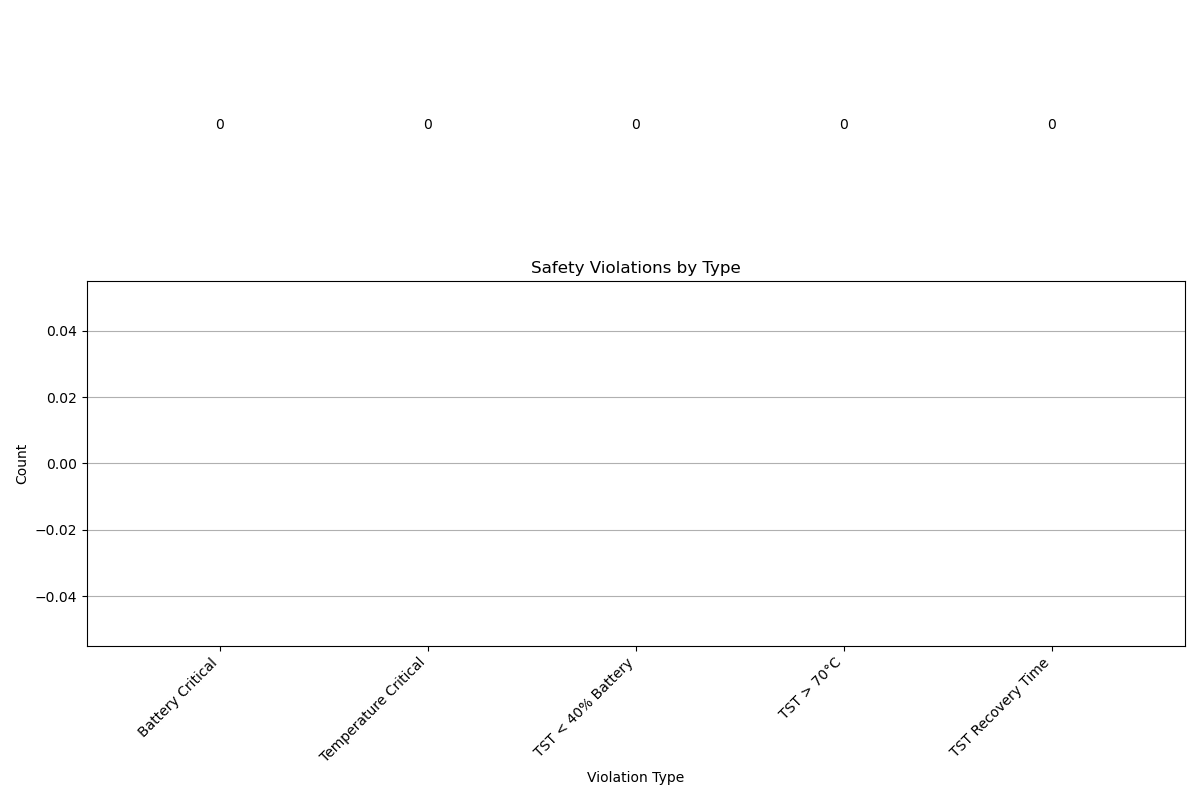 0 0 0 0 0
Safety Violations by Type
0.04
0.02
0.00
−0.02
−0.04
Count
Battery Critical
Temperature Critical
TST < 40% Battery
TST > 70°C
TST Recovery Time
Violation Type